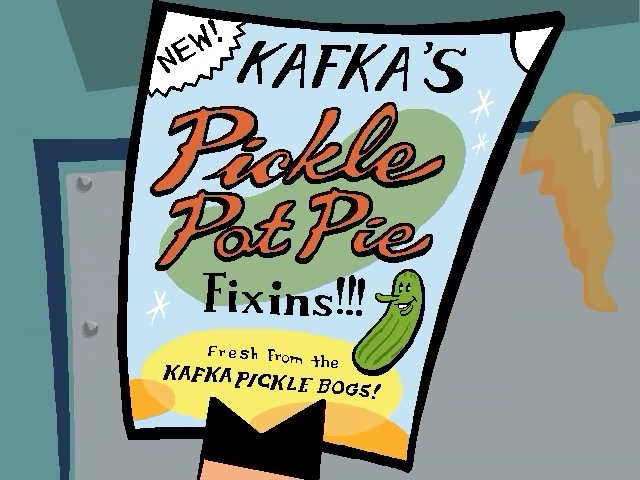 NEW!
KAFKA'S
Pickle
Pot Pie
Fixins!!!
Fresh From the
KAFKA PICKLE BOGS!